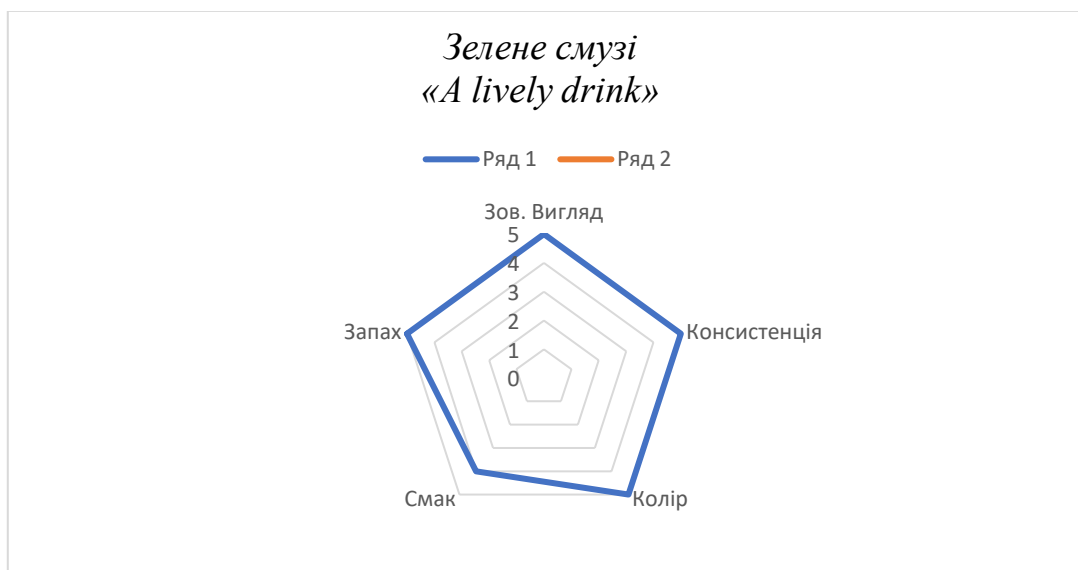 Зелене смузі
«A lively drink»
Ряд 1 Ряд 2
Зов. Вигляд
5
4
3
2
1
0
Запах
Консистенція
Смак
Колір